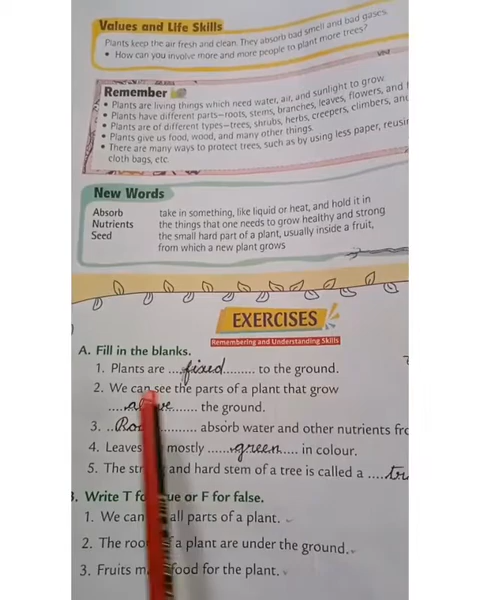 Values and Life Skills
Plants keep the air fresh and clean. They absorb bad smell and bad gases.
• How can you involve more and more people to plant more trees?
Remember
• Plants are living things which need water, air, and sunlight to grow.
• Plants have different parts—roots, stems, branches, leaves, flowers, and
• Plants are of different types—trees, shrubs, herbs, creepers, climbers, and
• Plants give us food, wood, and many other things.
• There are many ways to protect trees, such as by using less paper,
cloth bags, etc.
New Words
Absorb take in something, like liquid or heat, and hold it in
Nutrients the things that one needs to grow healthy and strong
Seed the small hard part of a plant, usually inside a fruit,
from which a new plant grows
EXERCISES
Remembering and Understanding Skills
A. Fill in the blanks.
1. Plants are ...fixed......... to the ground.
2. We can see the parts of a plant that grow
........ the ground.
3. ........ absorb water and other nutrients
4. Leaves mostly ......green.... in colour.
5. The and hard stem of a tree is called a ....
Write T or F for false.
1. We can all parts of a plant.
2. The a plant are under the ground.
3. Fruits food for the plant.